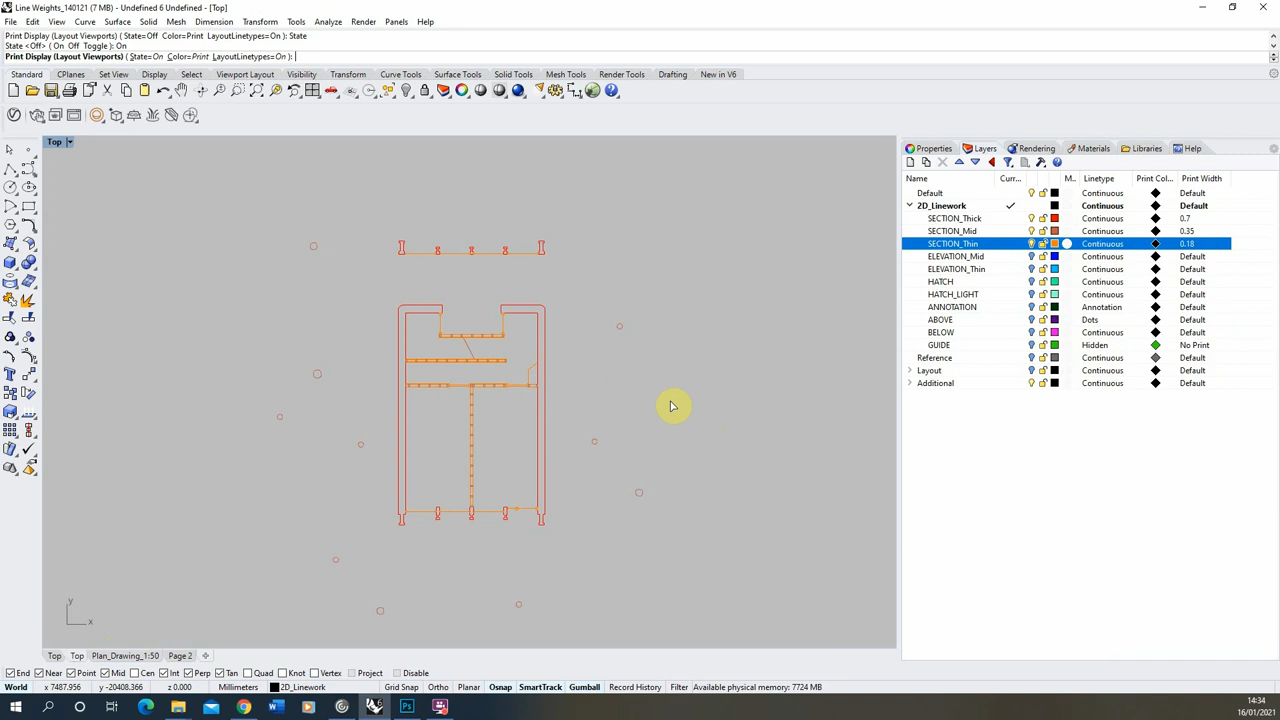 Line Weights_140121 (7 MB) - Undefined 6 Undefined - [Top]
File Edit View Curve Surface Solid Mesh Dimension Transform Tools Analyze Render Panels Help
Print Display (Layout Viewports) ( State=Off Color=Print LayoutLinetypes=On ): State
State <Off> ( On Off Toggle ): On
Print Display (Layout Viewports) ( State=On Color=Print LayoutLinetypes=On ):
Standard CPlanes Set View Display Select Viewport Layout Visibility Transform Curve Tools Surface Tools Solid Tools Mesh Tools Render Tools Drafting New in V6
Top
Properties Layers Rendering Materials Libraries Help
Name Curr... M.. Linetype Print Col... Print Width
Default Continuous Default
2D_Linework Continuous Default
SECTION_Thick Continuous 0.7
SECTION_Mid Continuous 0.35
SECTION_Thin Continuous 0.18
ELEVATION_Mid Continuous Default
ELEVATION_Thin Continuous Default
HATCH Continuous Default
HATCH_LIGHT Continuous Default
ANNOTATION Annotation Default
ABOVE Dots Default
BELOW Continuous Default
GUIDE Hidden No Print
Reference Continuous Default
Layout Continuous Default
Additional Continuous Default
y
x
Top Top Plan_Drawing_1:50 Page 2
End Near Point Mid Cen Int Perp Tan Quad Knot Vertex Project Disable
World x 7487.956 y -20408.366 z 0.000 Millimeters 2D_Linework Grid Snap Ortho Planar Osnap SmartTrack Gumball Record History Filter Available physical memory: 7724 MB
14:34
16/01/2021